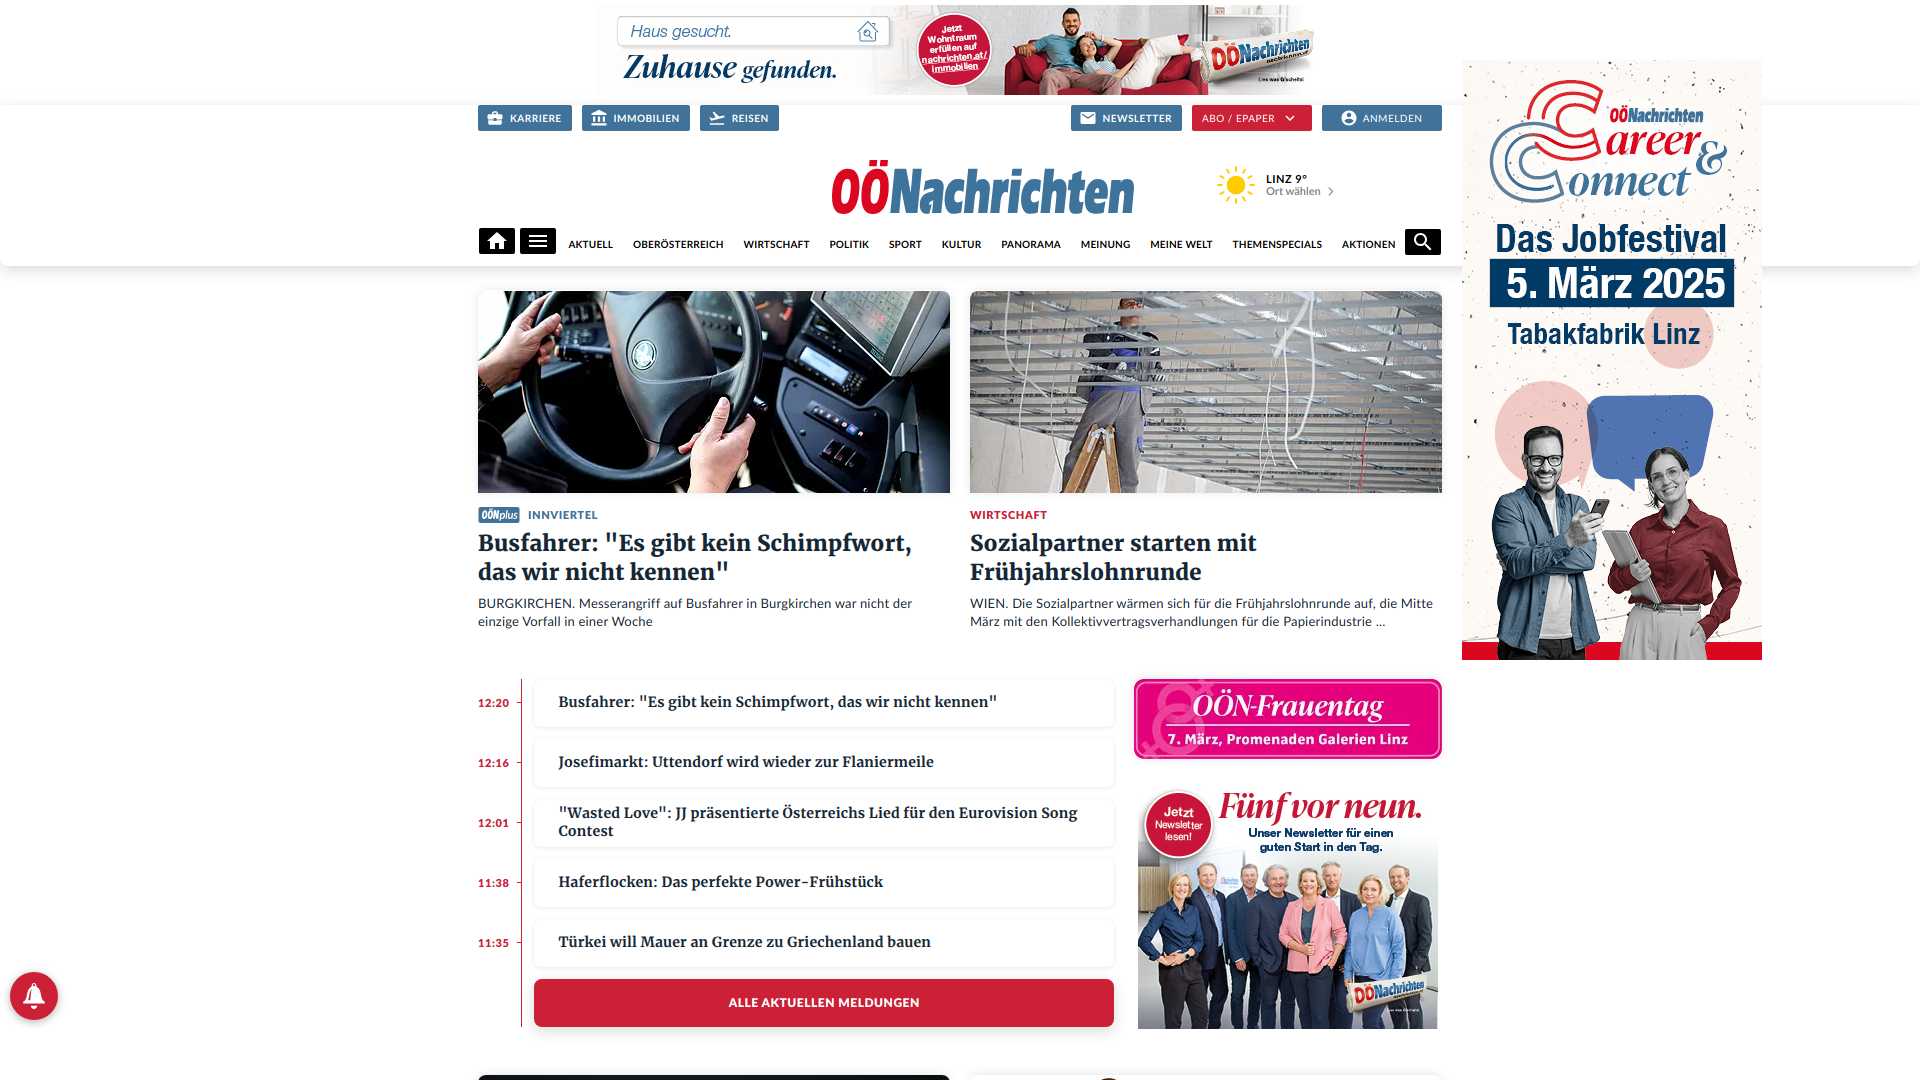 Haus gesucht.
Zuhause gefunden.
Jetzt
Wohntraum
erfüllen auf
nachrichten.at/
immobilien
OÖNachrichten
Lies was G'scheits!
KARRIERE
IMMOBILIEN
REISEN
NEWSLETTER
ABO / EPAPER
ANMELDEN
OÖNachrichten
LINZ 9°
Ort wählen
AKTUELL
OBERÖSTERREICH
WIRTSCHAFT
POLITIK
SPORT
KULTUR
PANORAMA
MEINUNG
MEINE WELT
THEMENSPECIALS
AKTIONEN
OÖNachrichten
Career &
Connect
Das Jobfestival
5. März 2025
Tabakfabrik Linz
OÖNplus INNVIERTEL
Busfahrer: "Es gibt kein Schimpfwort,
das wir nicht kennen"
BURGKIRCHEN. Messerangriff auf Busfahrer in Burgkirchen war nicht der
einzige Vorfall in einer Woche
WIRTSCHAFT
Sozialpartner starten mit
Frühjahrslohnrunde
WIEN. Die Sozialpartner wärmen sich für die Frühjahrslohnrunde auf, die Mitte
März mit den Kollektivvertragsverhandlungen für die Papierindustrie ...
12:20 Busfahrer: "Es gibt kein Schimpfwort, das wir nicht kennen"
12:16 Josefimarkt: Uttendorf wird wieder zur Flaniermeile
12:01 "Wasted Love": JJ präsentierte Österreichs Lied für den Eurovision Song
Contest
11:38 Haferflocken: Das perfekte Power-Frühstück
11:35 Türkei will Mauer an Grenze zu Griechenland bauen
ALLE AKTUELLEN MELDUNGEN
OÖN-Frauentag
7. März, Promenaden Galerien Linz
Jetzt
Newsletter
lesen!
Fünf vor neun.
Unser Newsletter für einen
guten Start in den Tag.
OÖNachrichten